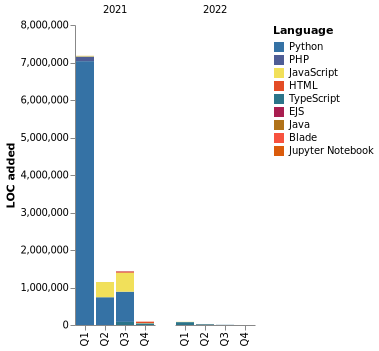 2021
2022
LOC added
8,000,000
7,000,000
6,000,000
5,000,000
4,000,000
3,000,000
2,000,000
1,000,000
0
Q1
Q2
Q3
Q4
Q1
Q2
Q3
Q4
Language
Python
PHP
JavaScript
HTML
TypeScript
EJS
Java
Blade
Jupyter Notebook